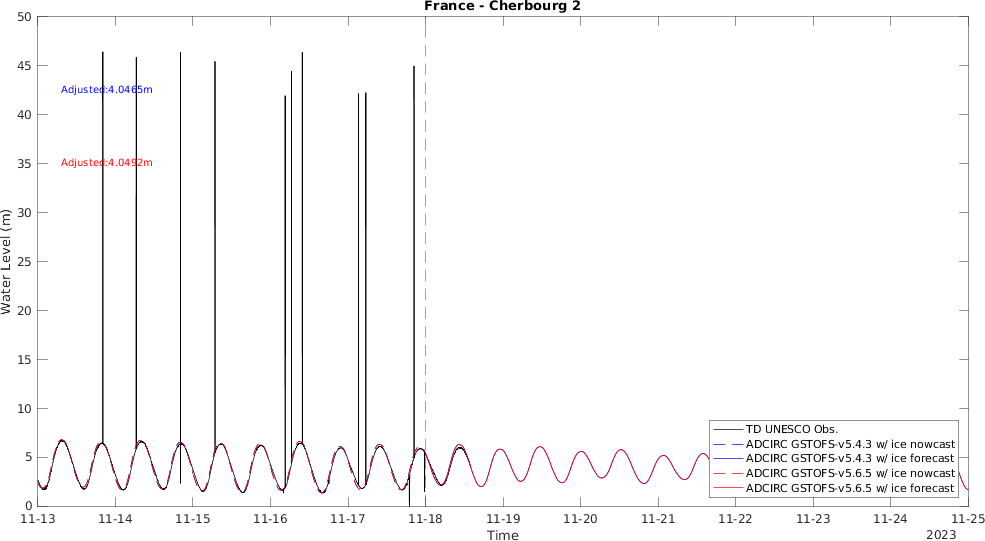 France - Cherbourg 2
50
45
40
35
30
25
20
15
10
5
0
Water Level (m)
Adjusted:4.0465m
Adjusted:4.0492m
TD UNESCO Obs.
ADCIRC GSTOFS-v5.4.3 w/ ice nowcast
ADCIRC GSTOFS-v5.4.3 w/ ice forecast
ADCIRC GSTOFS-v5.6.5 w/ ice nowcast
ADCIRC GSTOFS-v5.6.5 w/ ice forecast
11-13 11-14 11-15 11-16 11-17 11-18 11-19 11-20 11-21 11-22 11-23 11-24 11-25
Time
2023